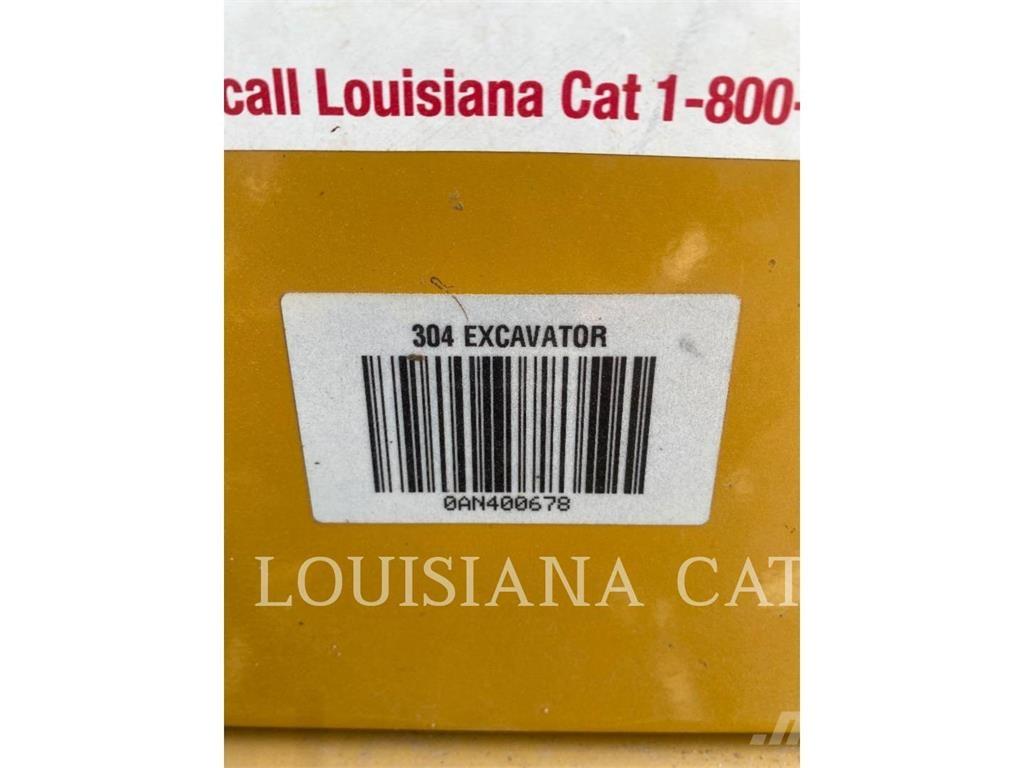 call Louisiana Cat 1-800-
304 EXCAVATOR
0AN400678
LOUISIANA CAT